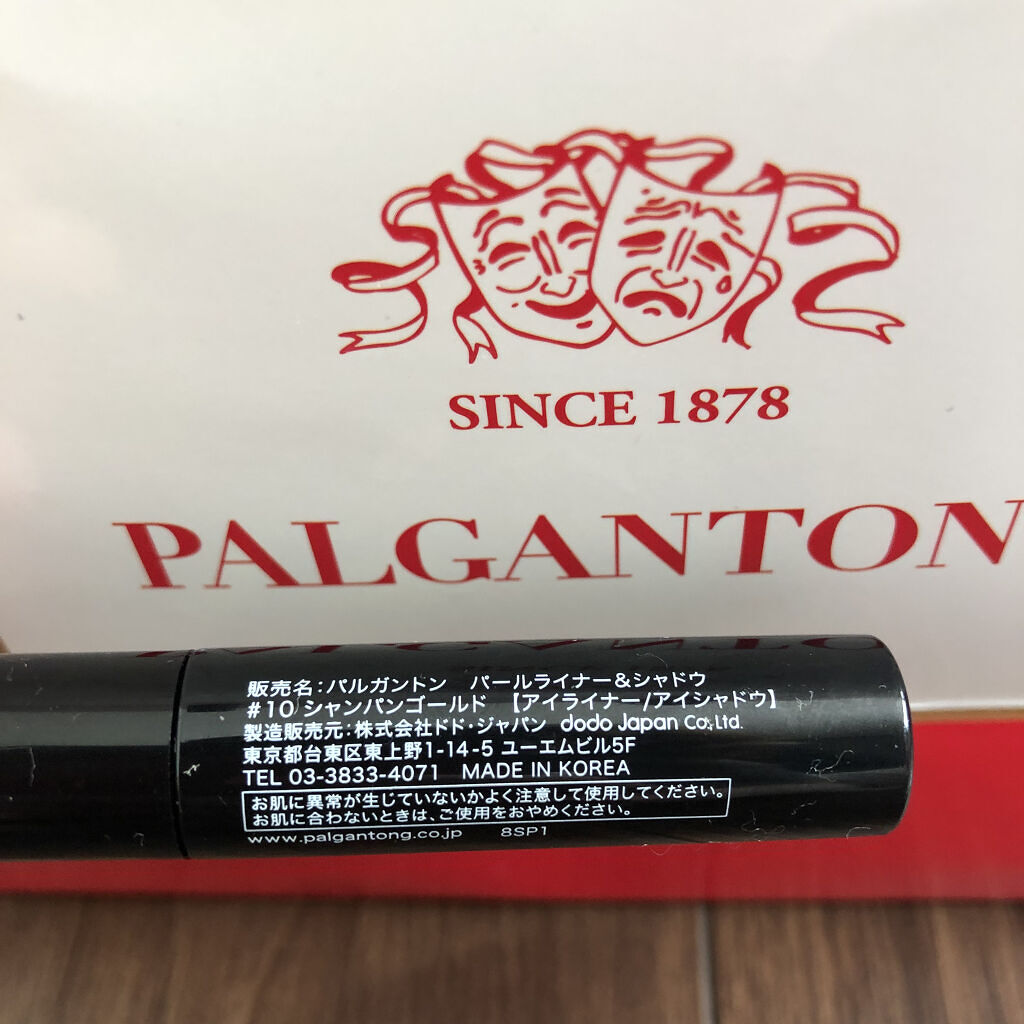 SINCE 1878
PALGANTON
販売名:パルガントン パールライナー&シャドウ
#10 シャンパンゴールド 【アイライナー/アイシャドウ】
製造販売元:株式会社ドド・ジャパン dodo Japan Co.,Ltd.
東京都台東区東上野1-14-5 ユーエムビル5F
TEL 03-3833-4071 MADE IN KOREA
お肌に異常が生じていないかよく注意して使用してください。
お肌に合わないときは、ご使用をおやめください。
www.palgantong.co.jp 8SP1